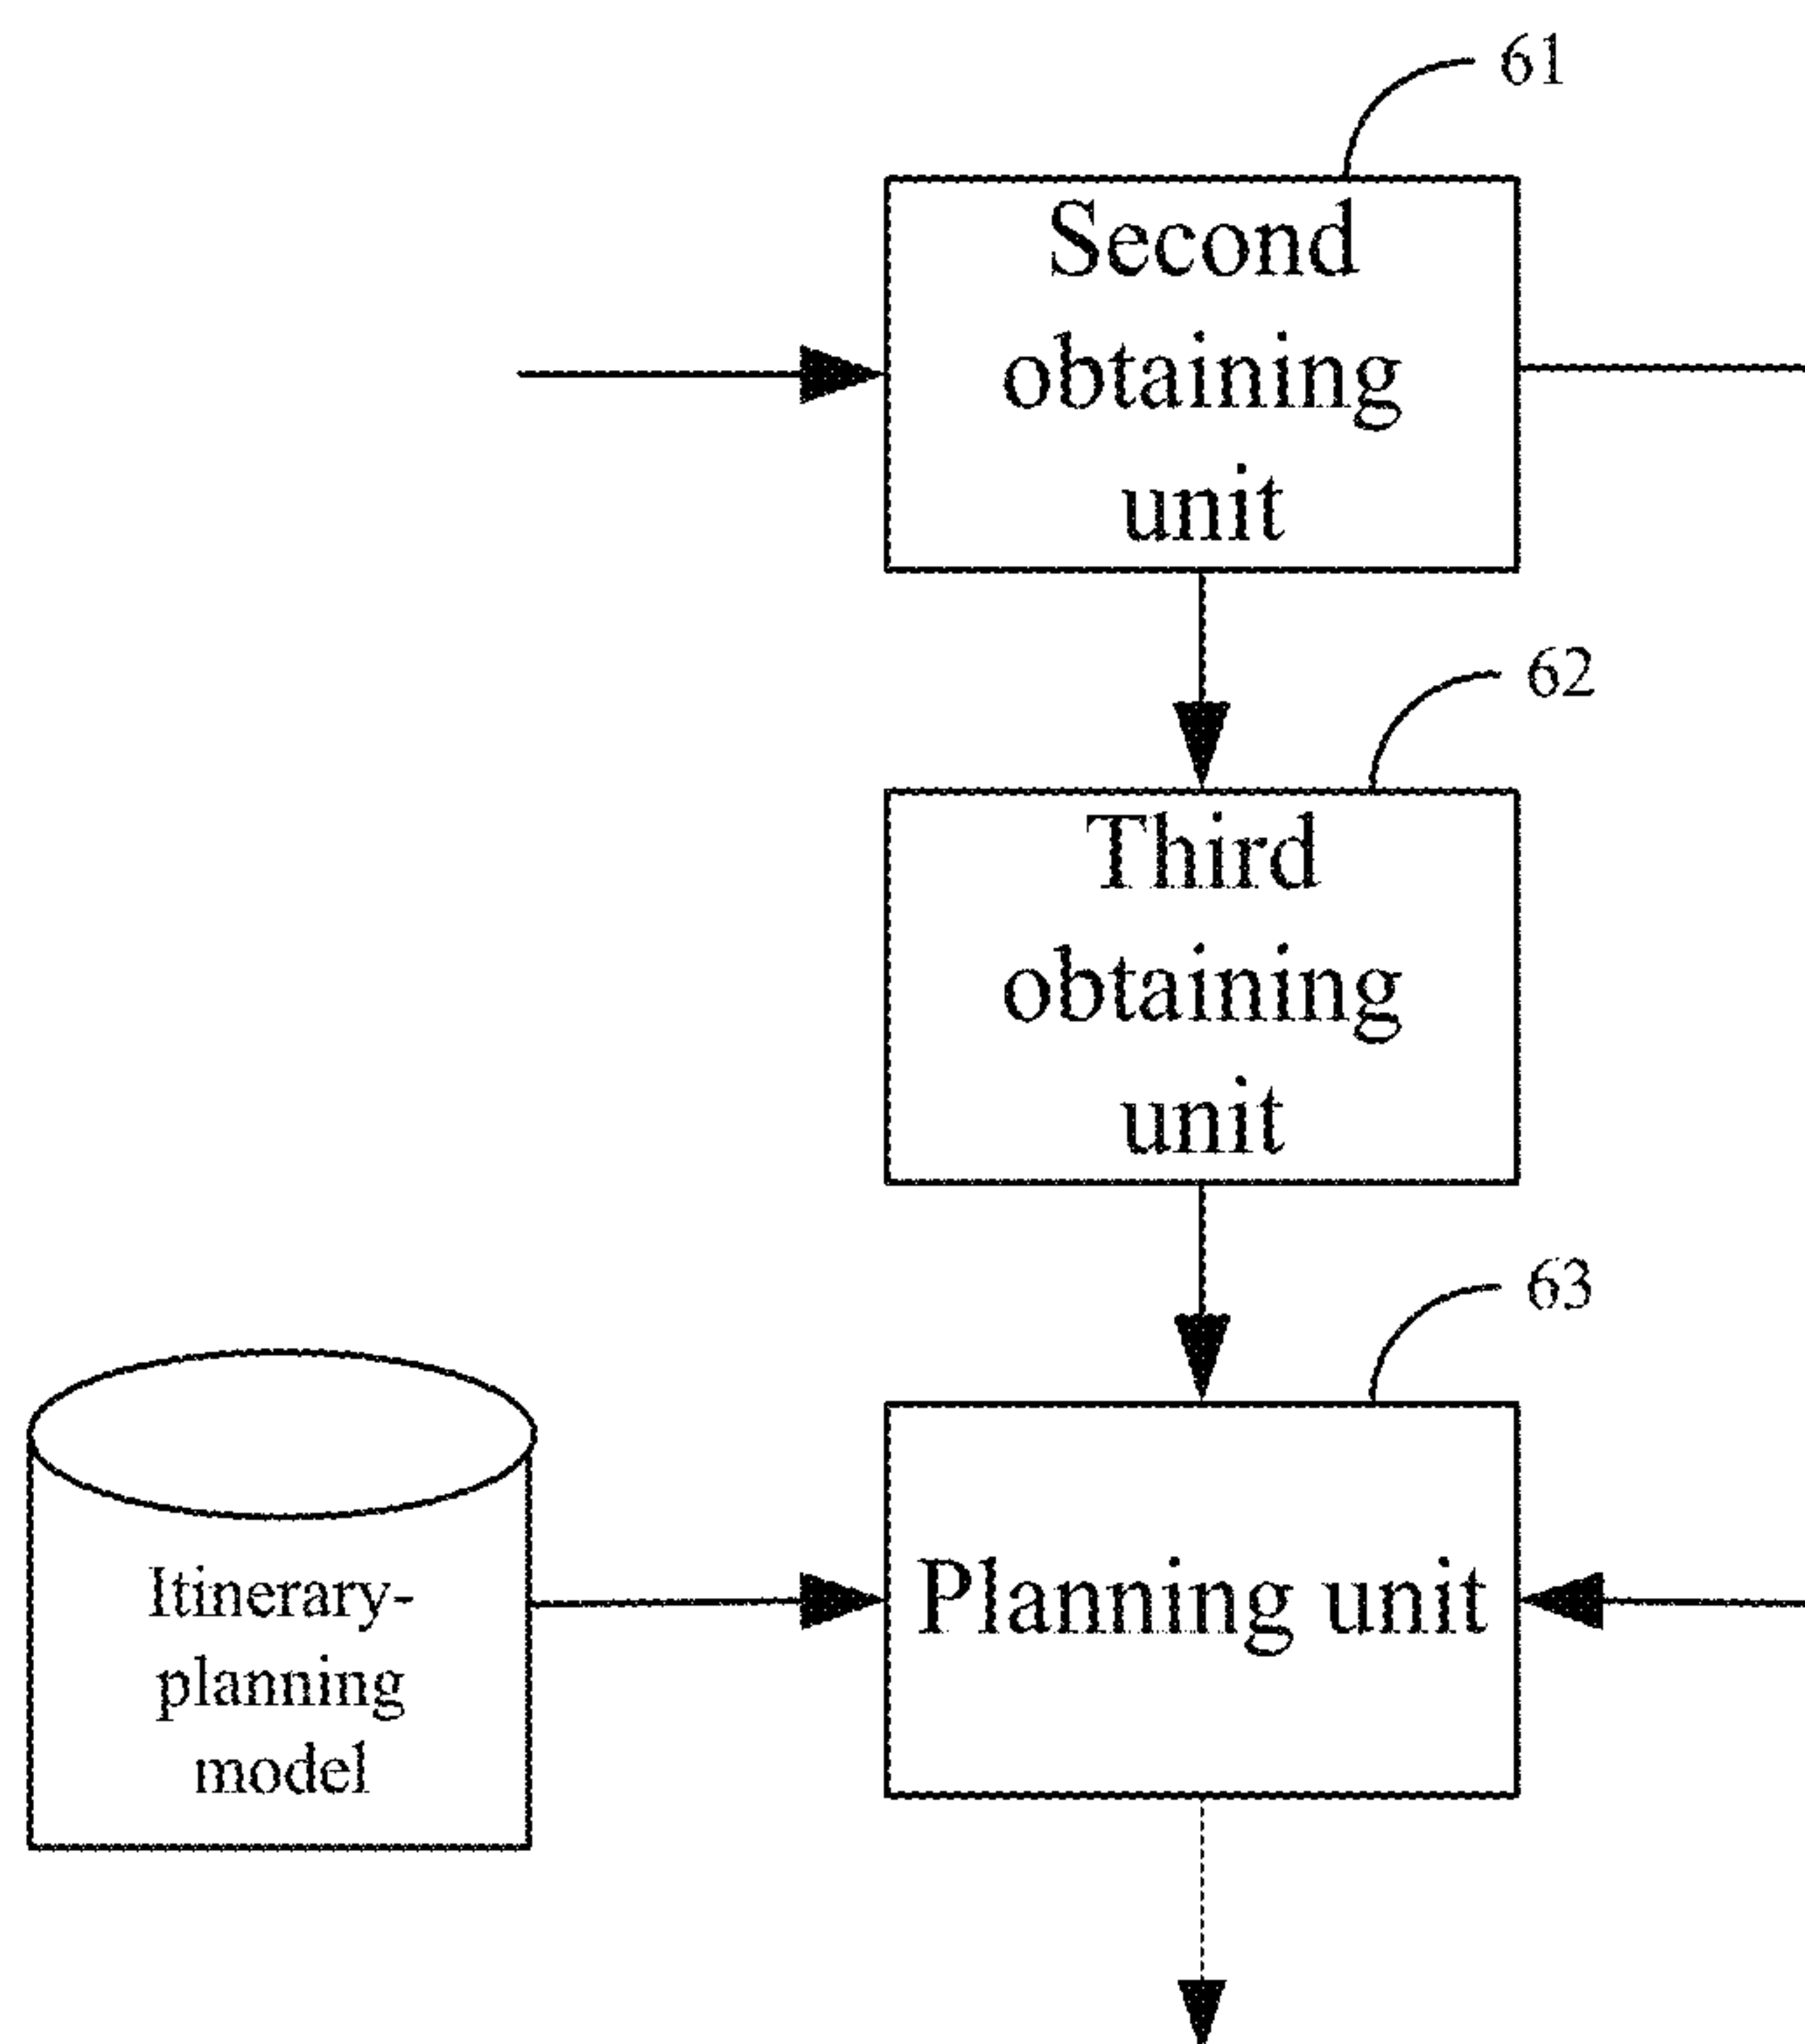 61
Second
obtaining
unit
62
Third
obtaining
unit
63
Itinerary-
planning
model
Planning unit